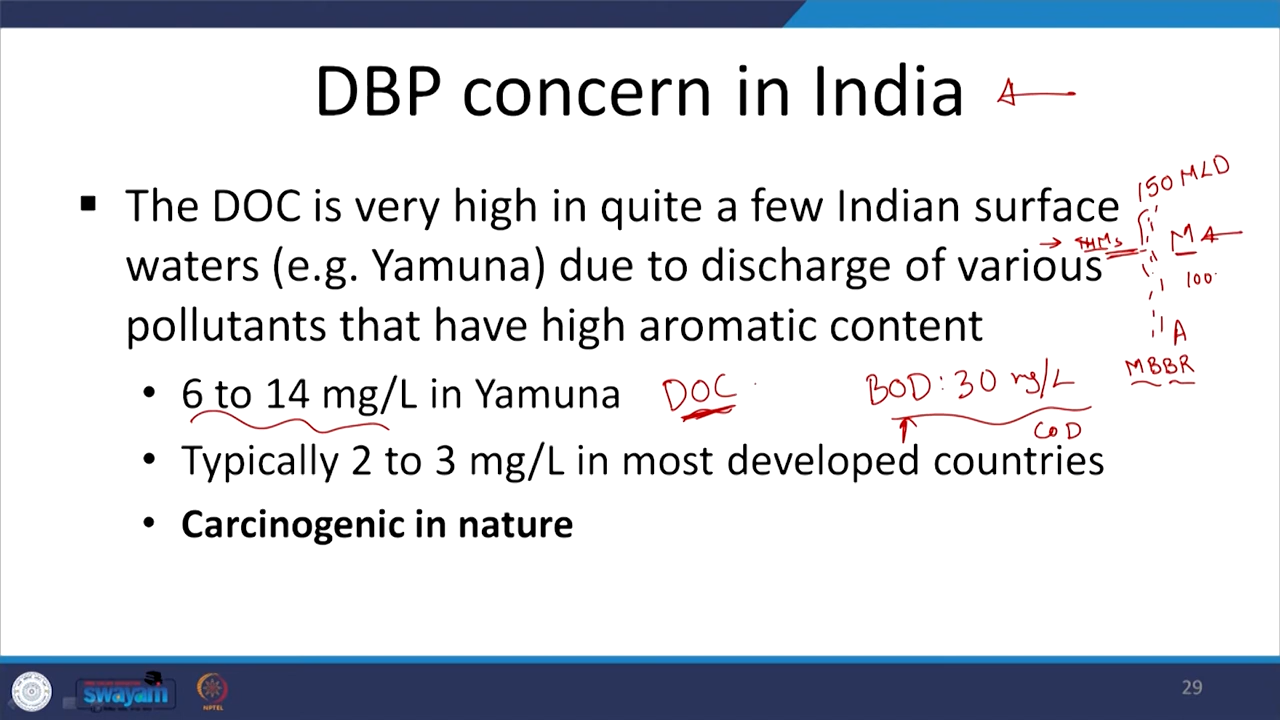 DBP concern in India
▪ The DOC is very high in quite a few Indian surface
waters (e.g. Yamuna) due to discharge of various
pollutants that have high aromatic content
• 6 to 14 mg/L in Yamuna
DOC
BOD: 30 mg/L
COD
• Typically 2 to 3 mg/L in most developed countries
• Carcinogenic in nature
150 MLD
THMs
M
100
A
MBBR
swayam
NPTEL
29